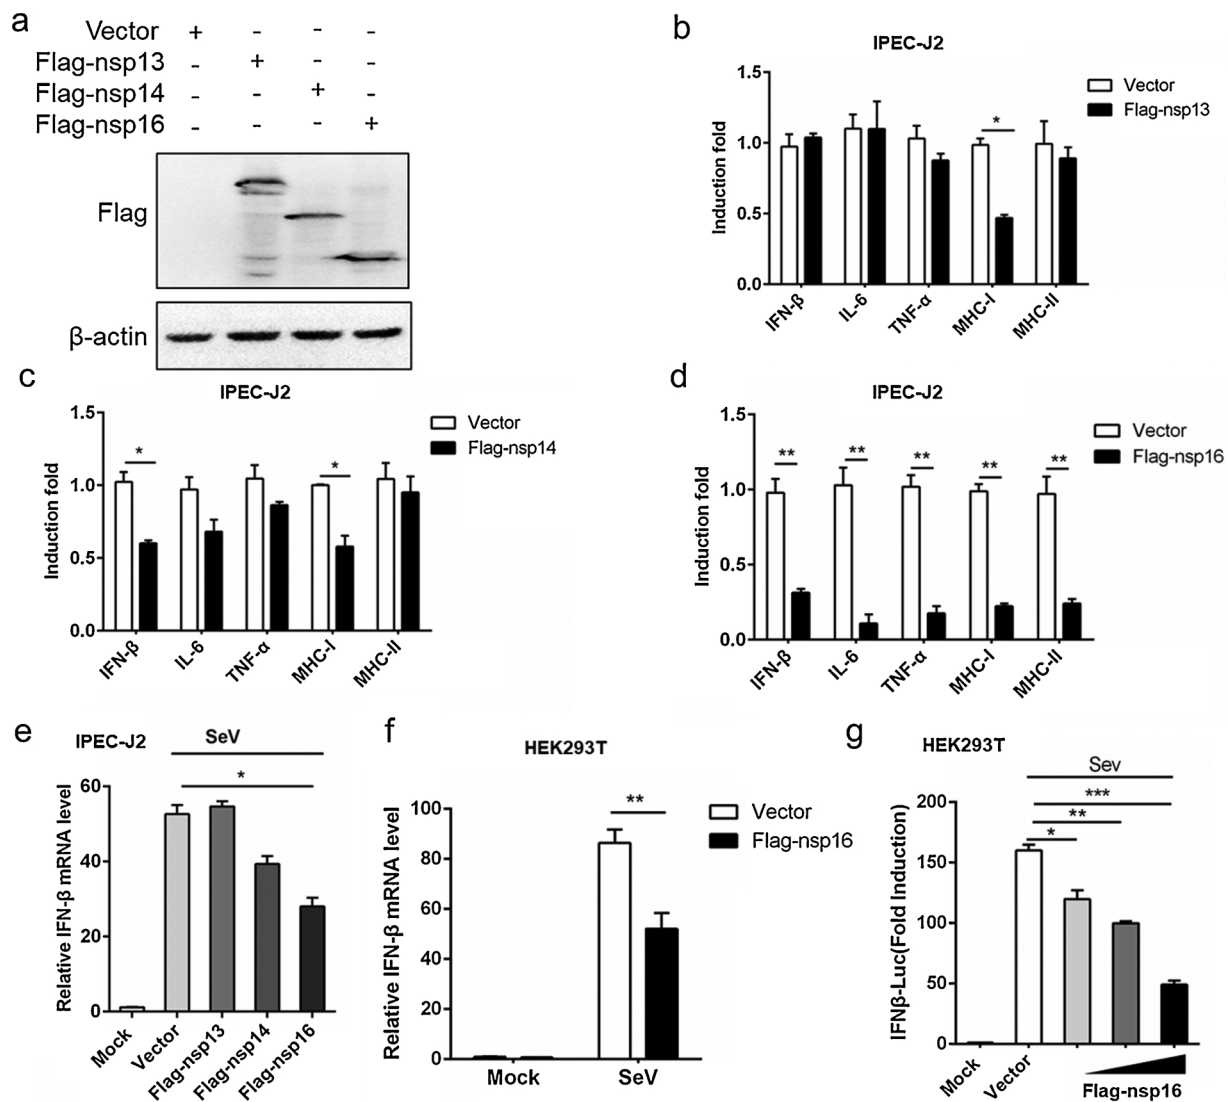 a
Vector + - - -
Flag-nsp13 - + - -
Flag-nsp14 - - + -
Flag-nsp16 - - - +
Flag
β-actin
b
IPEC-J2
Induction fold
1.5
1.0
0.5
0.0
Vector
Flag-nsp13
*
IFN-β IL-6 TNF-α MHC-I MHC-II
c
IPEC-J2
Induction fold
1.5
1.0
0.5
0.0
Vector
Flag-nsp14
* *
IFN-β IL-6 TNF-α MHC-I MHC-II
d
IPEC-J2
Induction fold
1.5
1.0
0.5
0.0
Vector
Flag-nsp16
** ** ** ** **
IFN-β IL-6 TNF-α MHC-I MHC-II
e
IPEC-J2
SeV
*
Relative IFN-β mRNA level
60
40
20
0
Mock Vector Flag-nsp13 Flag-nsp14 Flag-nsp16
f
HEK293T
Relative IFN-β mRNA level
100
80
60
40
20
0
**
Vector
Flag-nsp16
Mock SeV
g
HEK293T
Sev
***
**
*
IFNβ-Luc(Fold Induction)
200
150
100
50
0
Mock Vector
Flag-nsp16